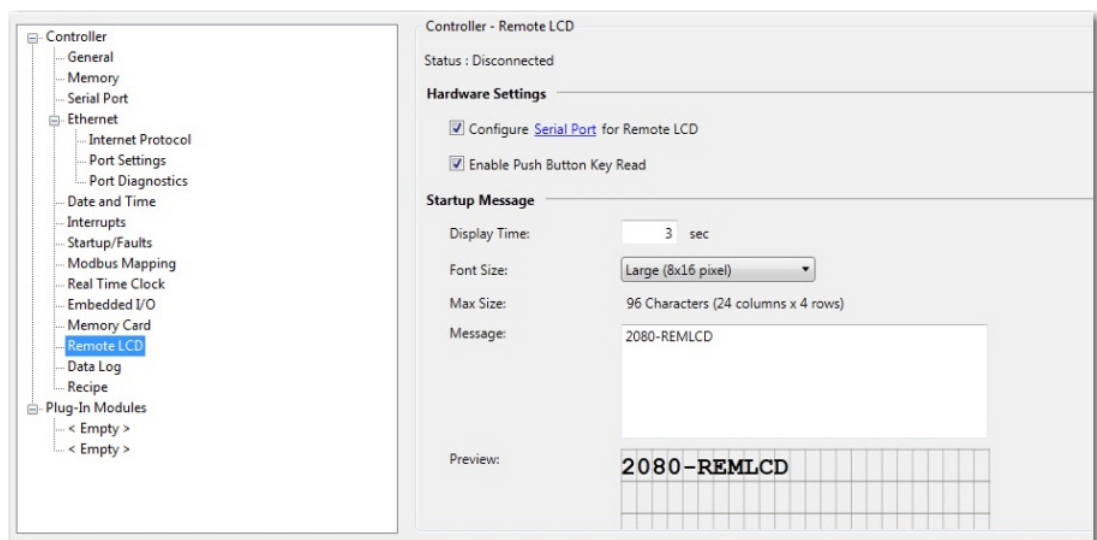 Controller
General
Memory
Serial Port
Ethernet
Internet Protocol
Port Settings
Port Diagnostics
Date and Time
Interrupts
Startup/Faults
Modbus Mapping
Real Time Clock
Embedded I/O
Memory Card
Remote LCD
Data Log
Recipe
Plug-In Modules
< Empty >
< Empty >
Controller - Remote LCD
Status : Disconnected
Hardware Settings
Configure Serial Port for Remote LCD
Enable Push Button Key Read
Startup Message
Display Time: 3 sec
Font Size: Large (8x16 pixel)
Max Size: 96 Characters (24 columns x 4 rows)
Message: 2080-REMLCD
Preview: 2080-REMLCD